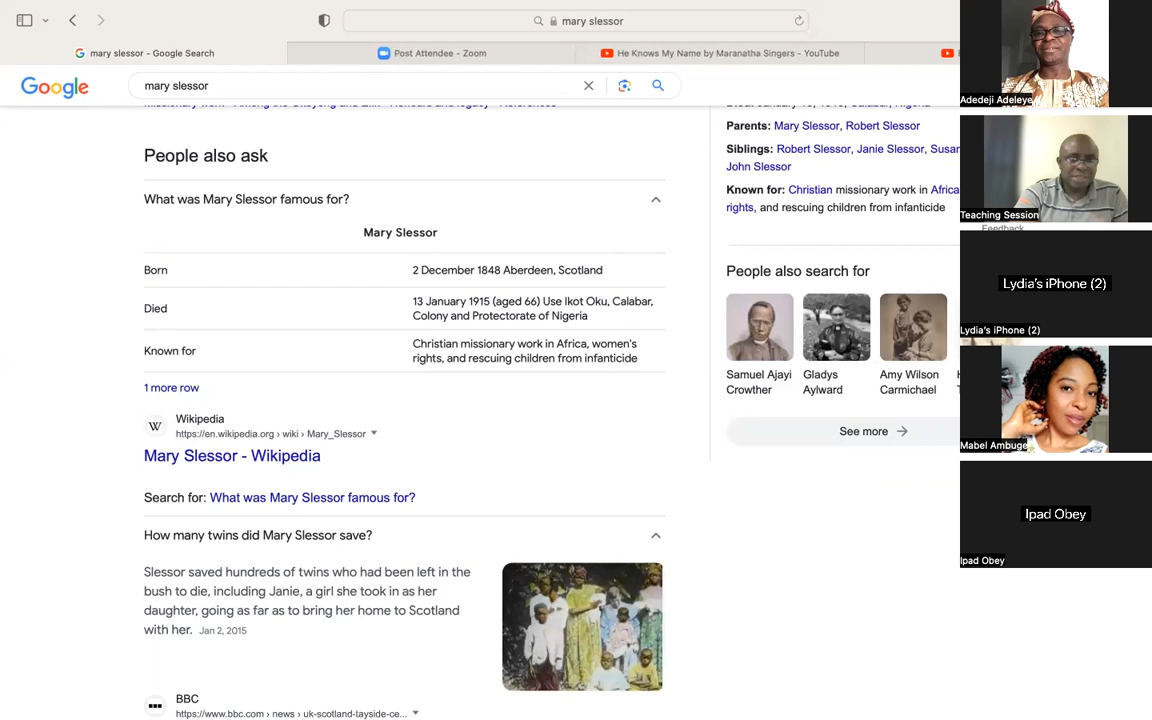 mary slessor
mary slessor - Google Search
Post Attendee - Zoom
He Knows My Name by Maranatha Singers - YouTube
Google
mary slessor
People also ask
What was Mary Slessor famous for?
Mary Slessor
Born
2 December 1848 Aberdeen, Scotland
Died
13 January 1915 (aged 66) Use Ikot Oku, Calabar,
Colony and Protectorate of Nigeria
Known for
Christian missionary work in Africa, women's
rights, and rescuing children from infanticide
1 more row
W
Wikipedia
https://en.wikipedia.org › wiki › Mary_Slessor
Mary Slessor - Wikipedia
Search for: What was Mary Slessor famous for?
How many twins did Mary Slessor save?
Slessor saved hundreds of twins who had been left in the
bush to die, including Janie, a girl she took in as her
daughter, going as far as to bring her home to Scotland
with her. Jan 2, 2015
BBC
https://www.bbc.com › news › uk-scotland-tayside-ce...
Parents: Mary Slessor, Robert Slessor
Siblings: Robert Slessor, Janie Slessor, Susan
John Slessor
Known for: Christian missionary work in Africa
rights, and rescuing children from infanticide
Feedback
People also search for
Samuel Ajayi
Crowther
Gladys
Aylward
Amy Wilson
Carmichael
See more
Adedeji Adeleye
Teaching Session
Lydia's iPhone (2)
Lydia's iPhone (2)
Mabel Ambuge
Ipad Obey
Ipad Obey